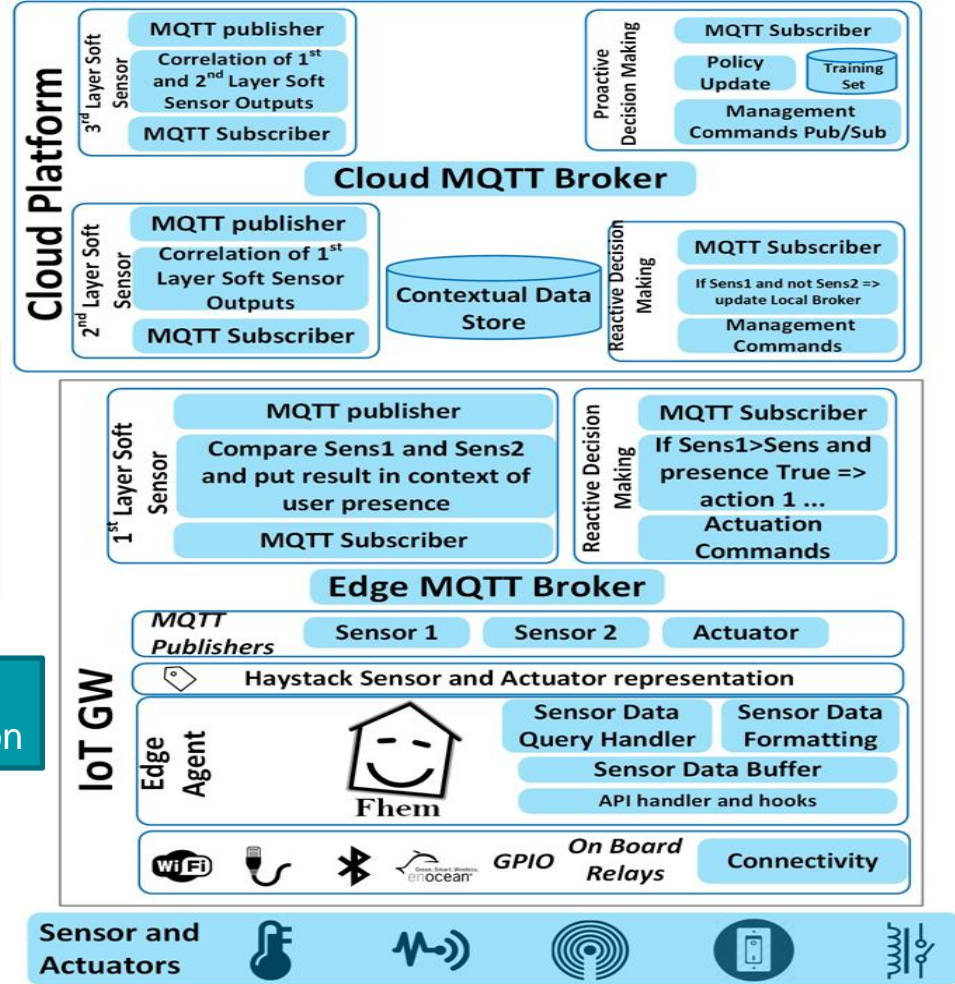 Cloud Platform
3rd Layer Soft
Sensor
MQTT publisher
Correlation of 1st
and 2nd Layer Soft
Sensor Outputs
MQTT Subscriber
Proactive
Decision Making
MQTT Subscriber
Policy
Update
Training
Set
Management
Commands Pub/Sub
Cloud MQTT Broker
2nd Layer Soft
Sensor
MQTT publisher
Correlation of 1st
Layer Soft Sensor
Outputs
MQTT Subscriber
Contextual Data
Store
Reactive Decision
Making
MQTT Subscriber
If Sens1 and not Sens2 =>
update Local Broker
Management
Commands
IoT GW
1st Layer Soft
Sensor
MQTT publisher
Compare Sens1 and Sens2
and put result in context of
user presence
MQTT Subscriber
Reactive Decision
Making
MQTT Subscriber
If Sens1>Sens and
presence True =>
action 1 ...
Actuation
Commands
Edge MQTT Broker
MQTT
Publishers
Sensor 1
Sensor 2
Actuator
Haystack Sensor and Actuator representation
on
Edge
Agent
Fhem
Sensor Data
Query Handler
Sensor Data
Formatting
Sensor Data Buffer
API handler and hooks
WiFi
Green. Smart. Wireless.
enocean®
GPIO
On Board
Relays
Connectivity
Sensor and
Actuators